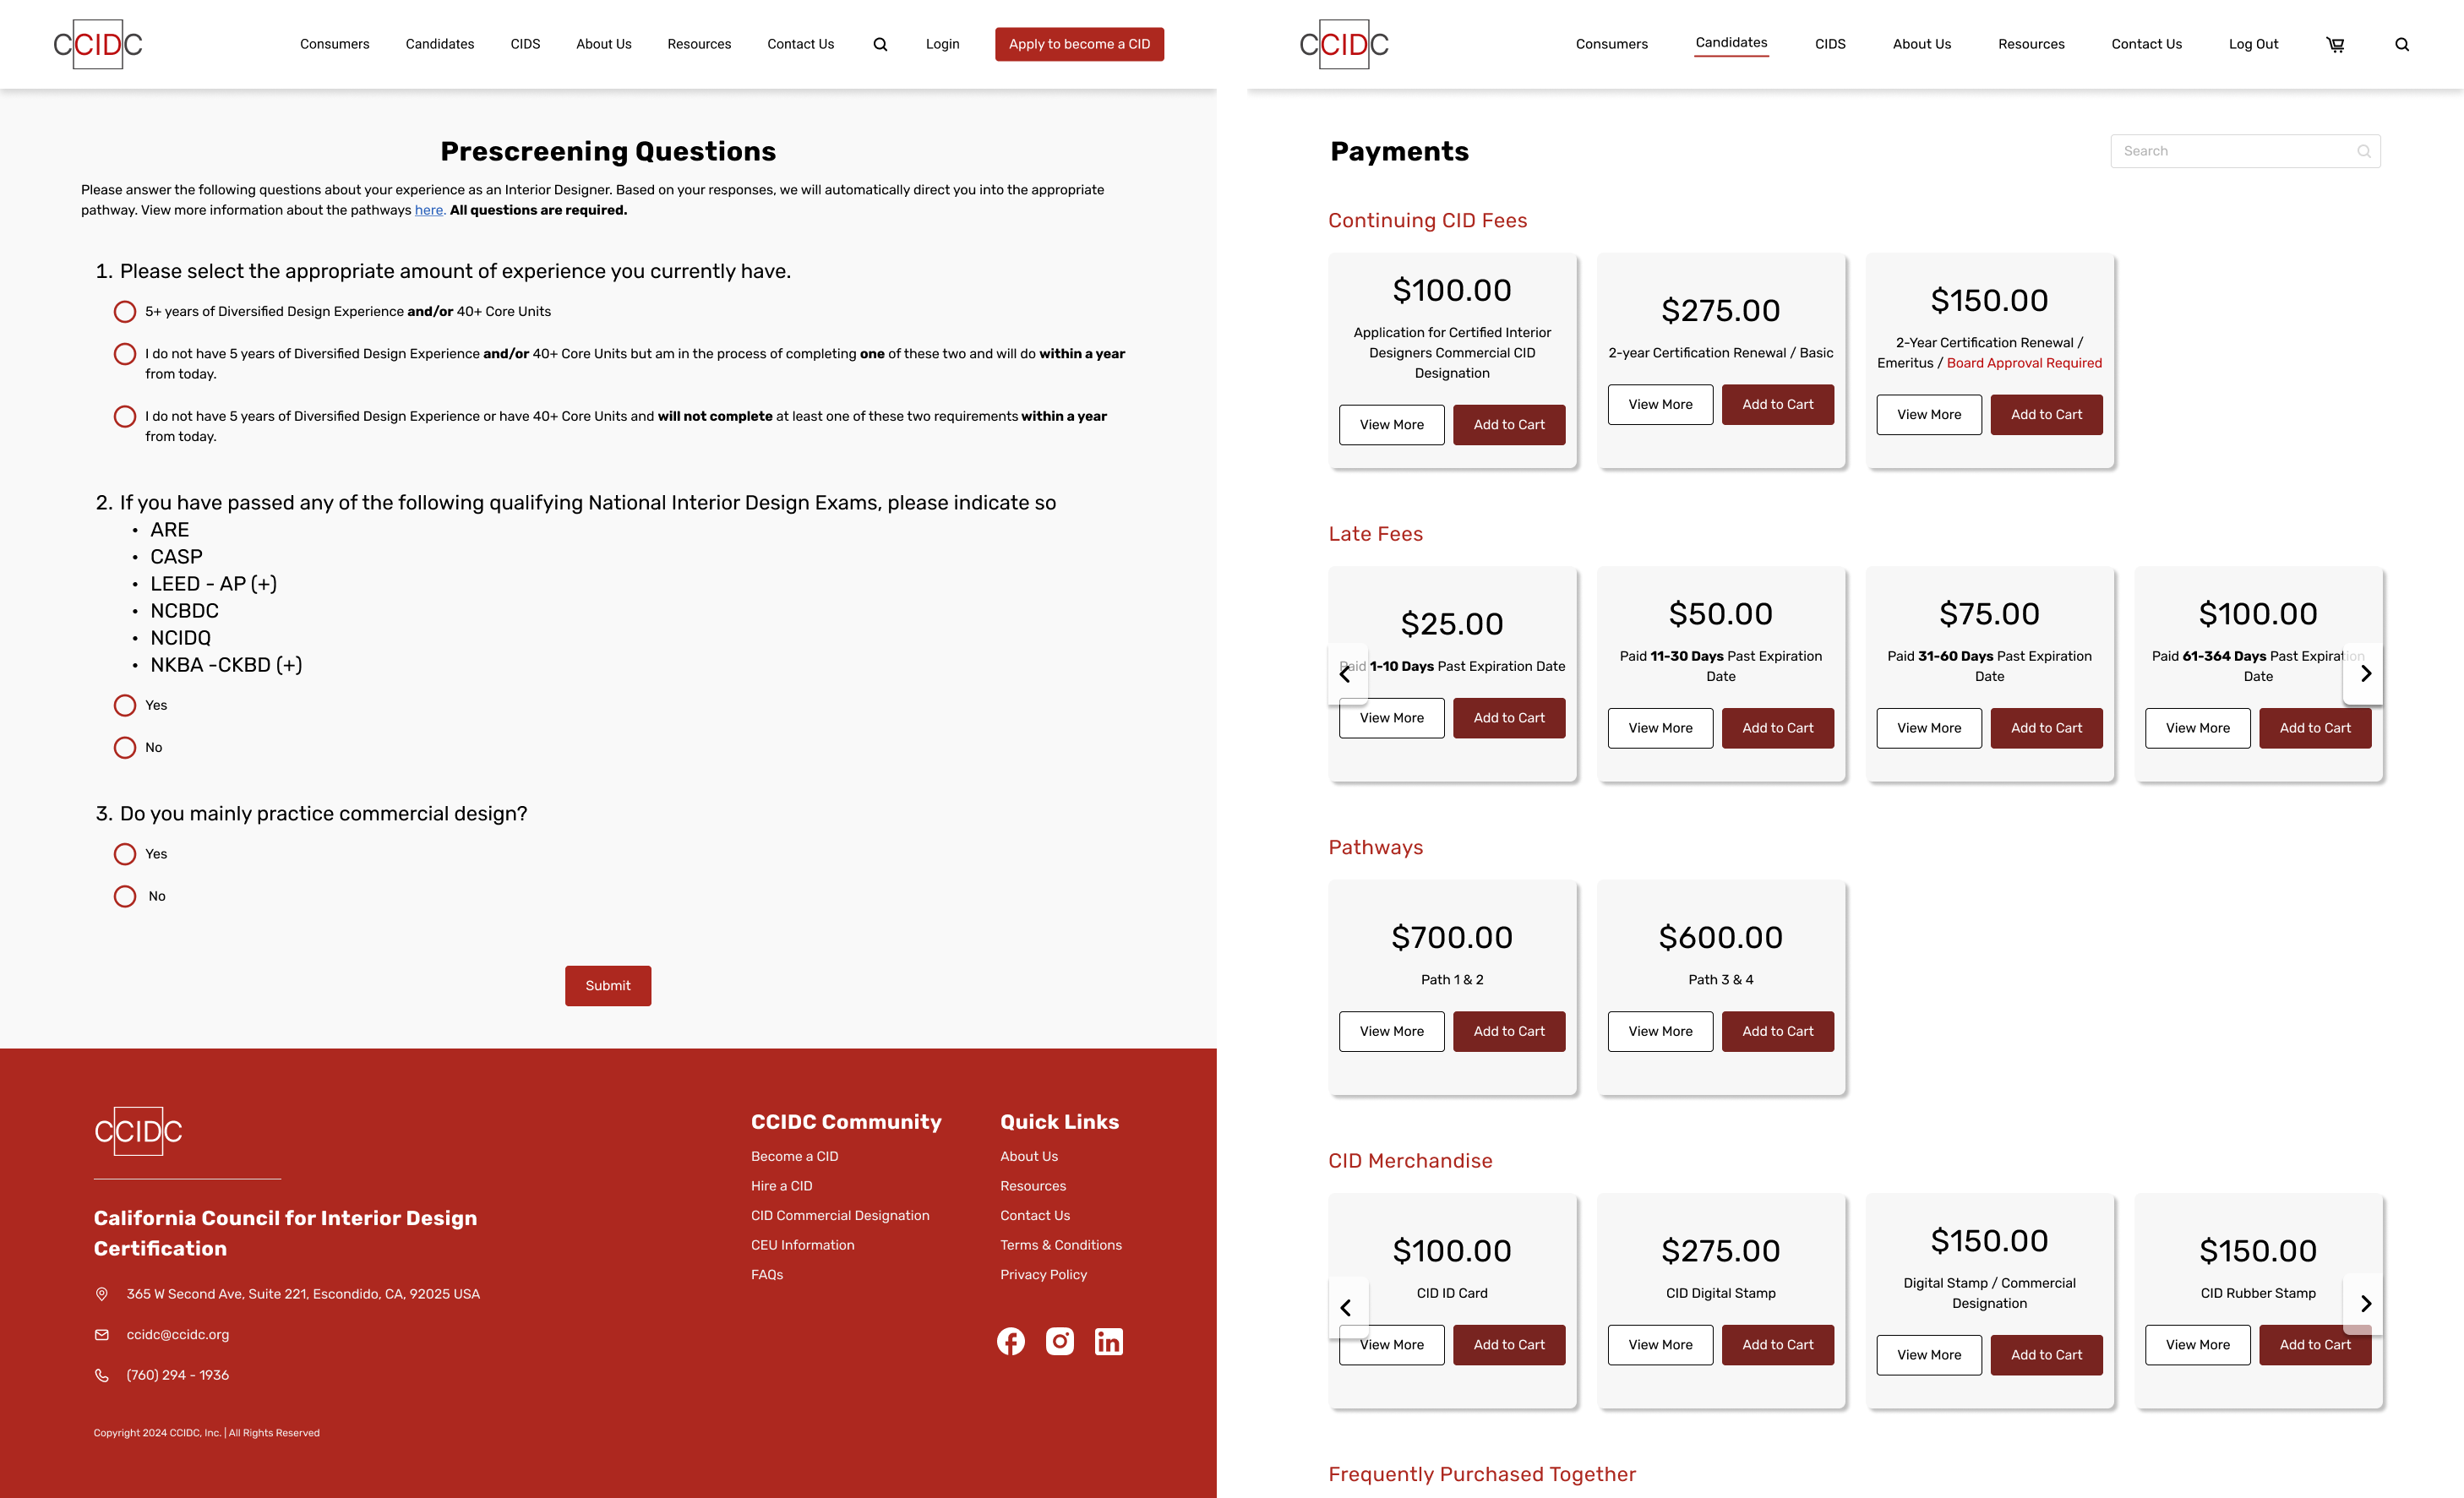 CCIDC
Consumers
Candidates
CIDS
About Us
Resources
Contact Us
Login
Apply to become a CID
Prescreening Questions
Please answer the following questions about your experience as an Interior Designer. Based on your responses, we will automatically direct you into the appropriate
pathway. View more information about the pathways here. All questions are required.
1. Please select the appropriate amount of experience you currently have.
5+ years of Diversified Design Experience and/or 40+ Core Units
I do not have 5 years of Diversified Design Experience and/or 40+ Core Units but am in the process of completing one of these two and will do within a year
from today.
I do not have 5 years of Diversified Design Experience or have 40+ Core Units and will not complete at least one of these two requirements within a year
from today.
2. If you have passed any of the following qualifying National Interior Design Exams, please indicate so
• ARE
• CASP
• LEED - AP (+)
• NCBDC
• NCIDQ
• NKBA -CKBD (+)
Yes
No
3. Do you mainly practice commercial design?
Yes
No
Submit
CCIDC
California Council for Interior Design
Certification
365 W Second Ave, Suite 221, Escondido, CA, 92025 USA
ccidc@ccidc.org
(760) 294 - 1936
Copyright 2024 CCIDC, Inc. | All Rights Reserved
CCIDC Community
Become a CID
Hire a CID
CID Commercial Designation
CEU Information
FAQs
Quick Links
About Us
Resources
Contact Us
Terms & Conditions
Privacy Policy
CCIDC
Consumers
Candidates
CIDS
About Us
Resources
Contact Us
Log Out
Payments
Search
Continuing CID Fees
$100.00
Application for Certified Interior
Designers Commercial CID
Designation
View More
Add to Cart
$275.00
2-year Certification Renewal / Basic
View More
Add to Cart
$150.00
2-Year Certification Renewal /
Emeritus / Board Approval Required
View More
Add to Cart
Late Fees
$25.00
Paid 1-10 Days Past Expiration Date
View More
Add to Cart
$50.00
Paid 11-30 Days Past Expiration
Date
View More
Add to Cart
$75.00
Paid 31-60 Days Past Expiration
Date
View More
Add to Cart
$100.00
Paid 61-364 Days Past Expiration
Date
View More
Add to Cart
Pathways
$700.00
Path 1 & 2
View More
Add to Cart
$600.00
Path 3 & 4
View More
Add to Cart
CID Merchandise
$100.00
CID ID Card
View More
Add to Cart
$275.00
CID Digital Stamp
View More
Add to Cart
$150.00
Digital Stamp / Commercial
Designation
View More
Add to Cart
$150.00
CID Rubber Stamp
View More
Add to Cart
Frequently Purchased Together